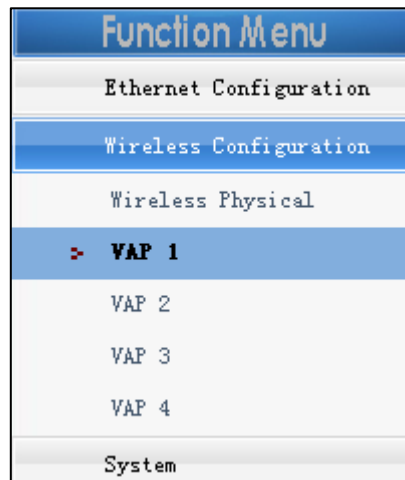 Function Menu
Ethernet Configuration
Wireless Configuration
Wireless Physical
VAP 1
VAP 2
VAP 3
VAP 4
System